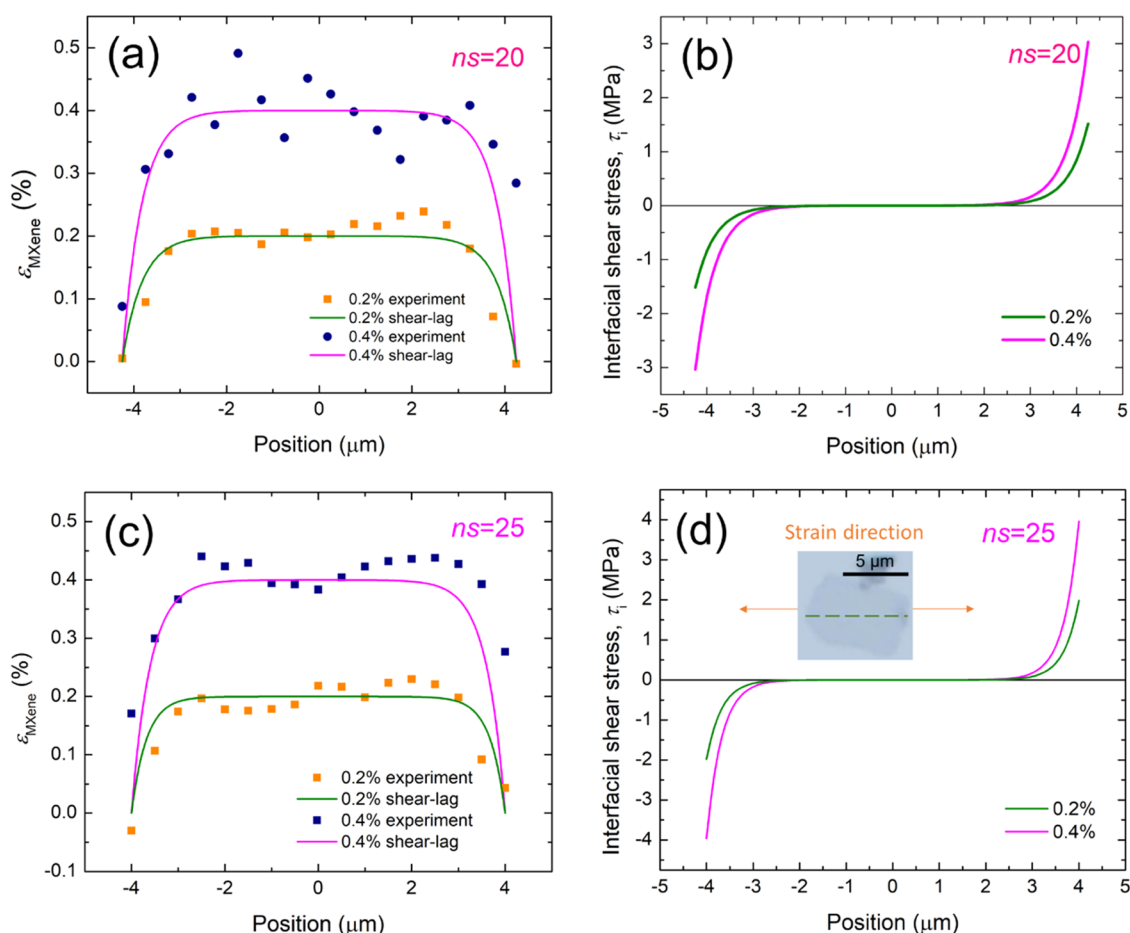 (a)
ns=20
0.5
0.4
0.3
0.2
0.1
0.0
εMXene (%)
0.2% experiment
0.2% shear-lag
0.4% experiment
0.4% shear-lag
-4
-2
0
2
4
Position (μm)
(b)
ns=20
3
2
1
0
-1
-2
-3
Interfacial shear stress, τi (MPa)
0.2%
0.4%
-5
-4
-3
-2
-1
0
1
2
3
4
5
Position (μm)
(c)
ns=25
0.5
0.4
0.3
0.2
0.1
0.0
-0.1
εMXene (%)
0.2% experiment
0.2% shear-lag
0.4% experiment
0.4% shear-lag
-4
-2
0
2
4
Position (μm)
(d)
ns=25
Strain direction
5 μm
4
3
2
1
0
-1
-2
-3
-4
Interfacial shear stress, τi (MPa)
0.2%
0.4%
-5
-4
-3
-2
-1
0
1
2
3
4
5
Position (μm)